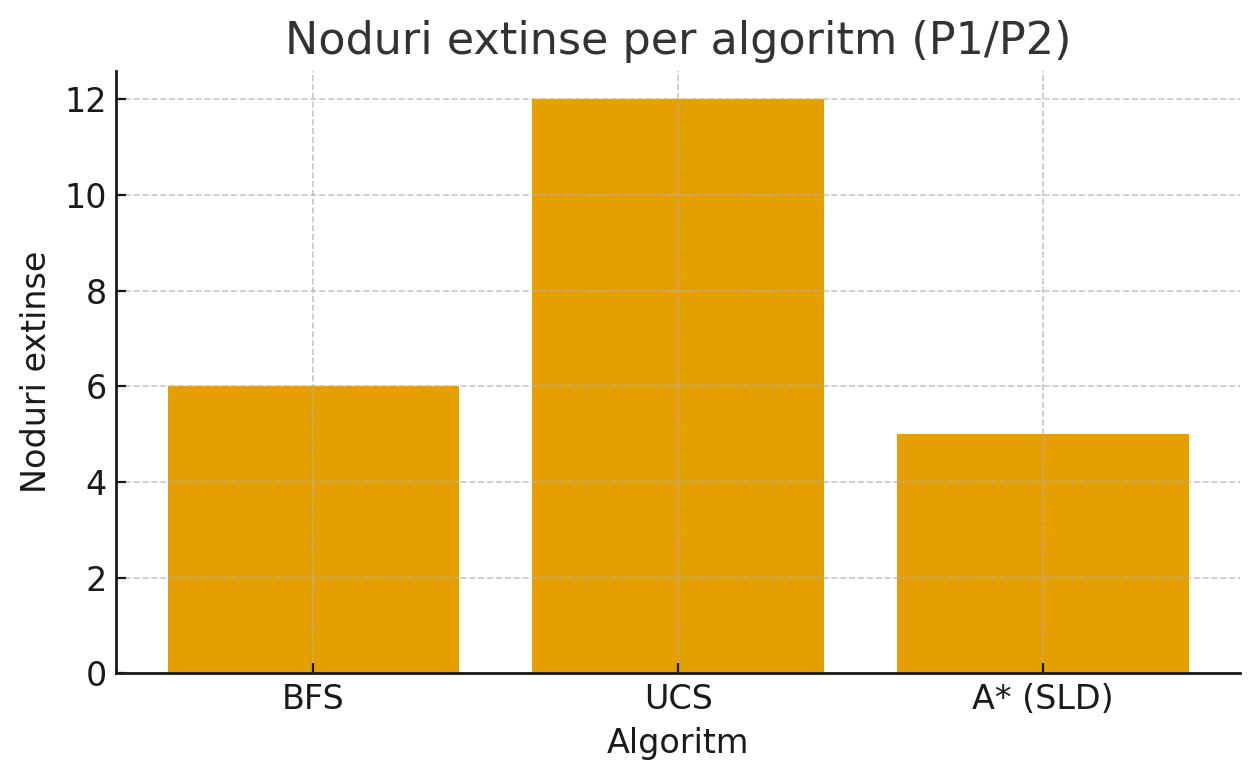 Noduri extinse per algoritm (P1/P2)
Noduri extinse
12
10
8
6
4
2
0
BFS
UCS
A* (SLD)
Algoritm